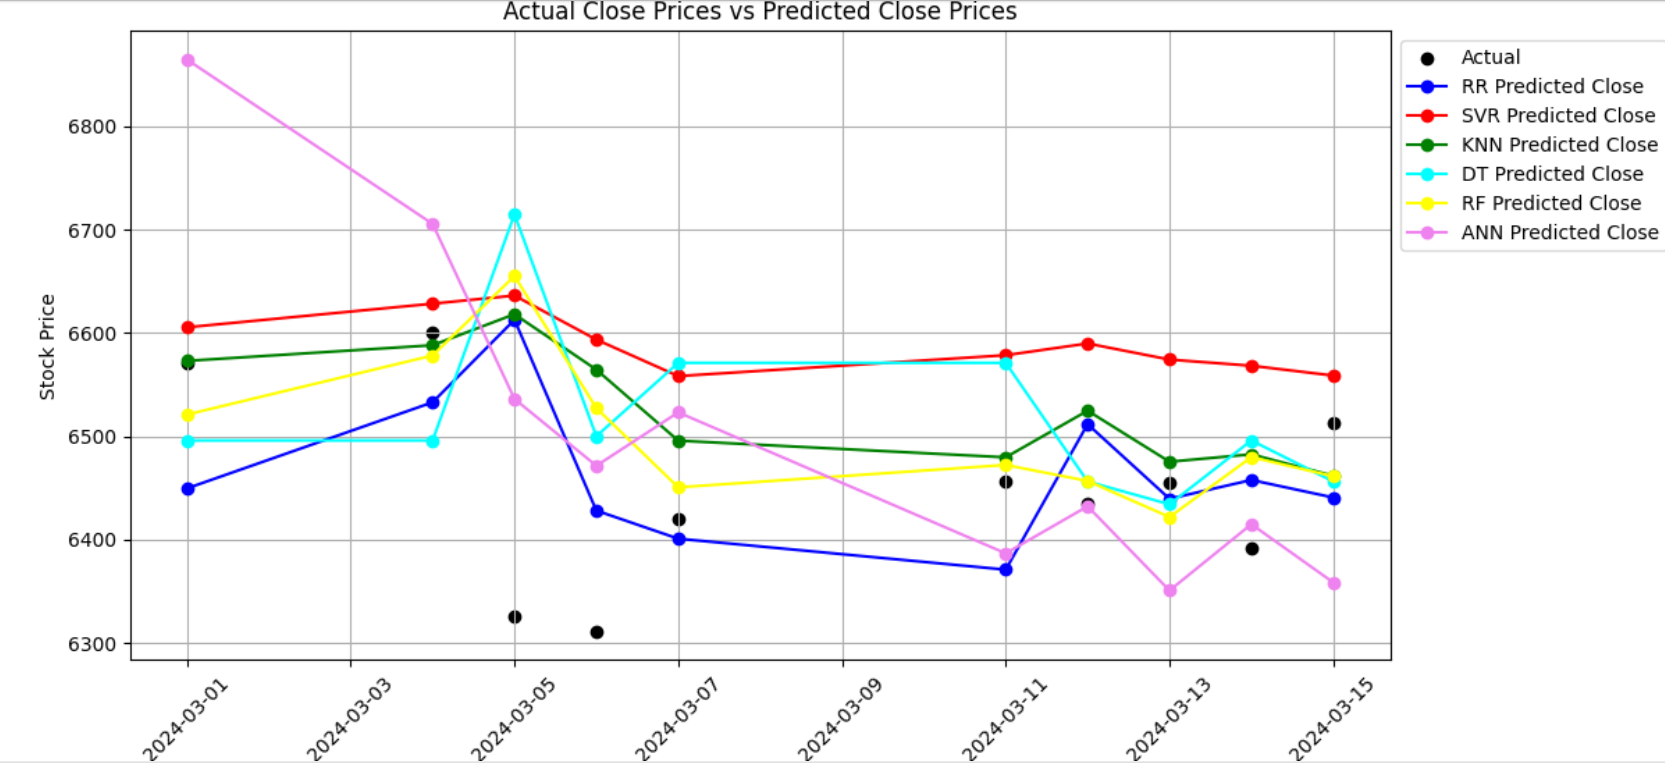 Actual Close Prices vs Predicted Close Prices
Actual
RR Predicted Close
SVR Predicted Close
KNN Predicted Close
DT Predicted Close
RF Predicted Close
ANN Predicted Close
Stock Price
6800
6700
6600
6500
6400
6300
2024-03-01
2024-03-03
2024-03-05
2024-03-07
2024-03-09
2024-03-11
2024-03-13
2024-03-15